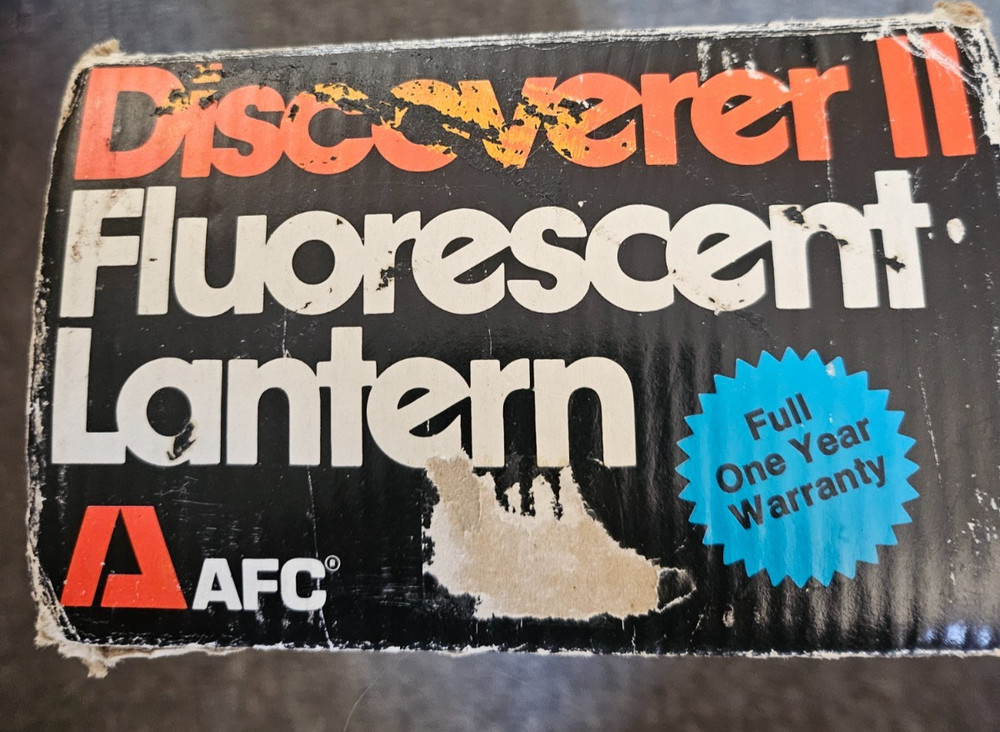 Discoverer II
Fluorescent
Lantern
Full
One Year
Warranty
AFC®